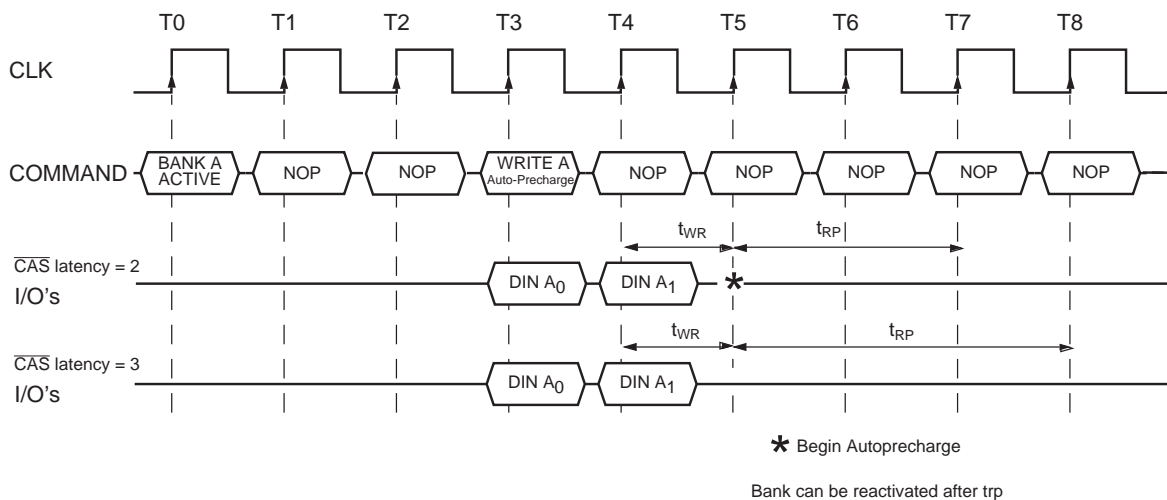 T0 T1 T2 T3 T4 T5 T6 T7 T8
CLK
COMMAND
BANK A
ACTIVE
NOP
NOP
WRITE A
Auto-Precharge
NOP
NOP
NOP
NOP
NOP
tWR
tRP
CAS latency = 2
I/O's
DIN A0
DIN A1
*
tWR
tRP
CAS latency = 3
I/O's
DIN A0
DIN A1
* Begin Autoprecharge
Bank can be reactivated after trp